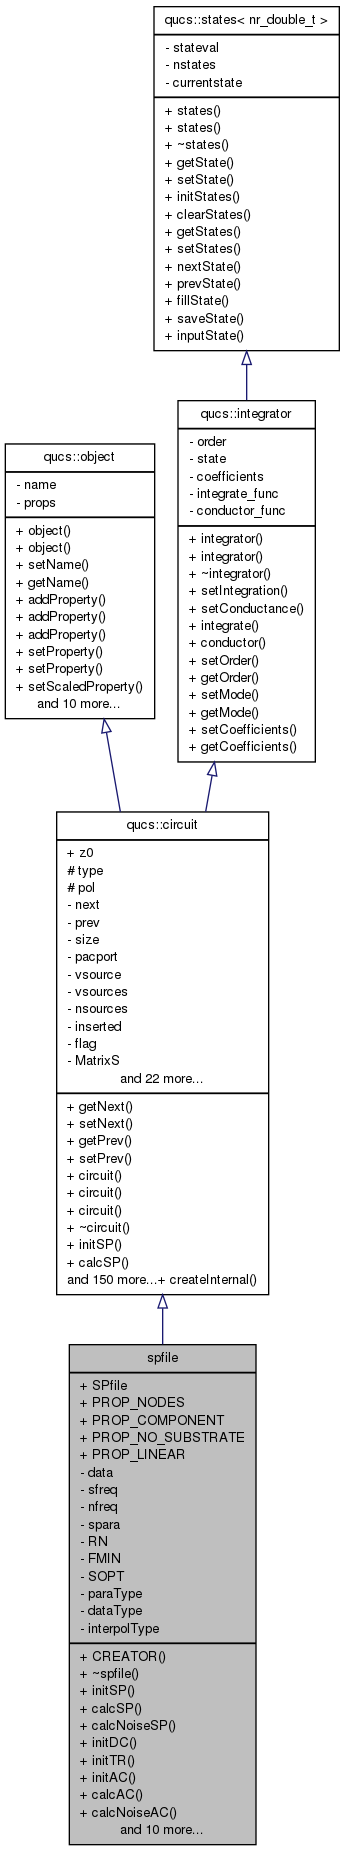 qucs::states< nr_double_t >
- stateval
- nstates
- currentstate
+ states()
+ states()
+ ~states()
+ getState()
+ setState()
+ initStates()
+ clearStates()
+ getStates()
+ setStates()
+ nextState()
+ prevState()
+ fillState()
+ saveState()
+ inputState()
qucs::integrator
- order
- state
- coefficients
- integrate_func
- conductor_func
+ integrator()
+ integrator()
+ ~integrator()
+ setIntegration()
+ setConductance()
+ integrate()
+ conductor()
+ setOrder()
+ getOrder()
+ setMode()
+ getMode()
+ setCoefficients()
+ getCoefficients()
qucs::object
- name
- props
+ object()
+ object()
+ setName()
+ getName()
+ addProperty()
+ addProperty()
+ addProperty()
+ setProperty()
+ setProperty()
+ setScaledProperty()
and 10 more...
qucs::circuit
+ z0
# type
# pol
- next
- prev
- size
- pacport
- vsource
- vsources
- nsources
- inserted
- flag
- MatrixS
and 22 more...
+ getNext()
+ setNext()
+ getPrev()
+ setPrev()
+ circuit()
+ circuit()
+ circuit()
+ ~circuit()
+ initSP()
+ calcSP()
and 150 more...+ createInternal()
spfile
+ SPfile
+ PROP_NODES
+ PROP_COMPONENT
+ PROP_NO_SUBSTRATE
+ PROP_LINEAR
- data
- sfreq
- nfreq
- spara
- RN
- FMIN
- SOPT
- paraType
- dataType
- interpolType
+ CREATOR()
+ ~spfile()
+ initSP()
+ calcSP()
+ calcNoiseSP()
+ initDC()
+ initTR()
+ initAC()
+ calcAC()
+ calcNoiseAC()
and 10 more...